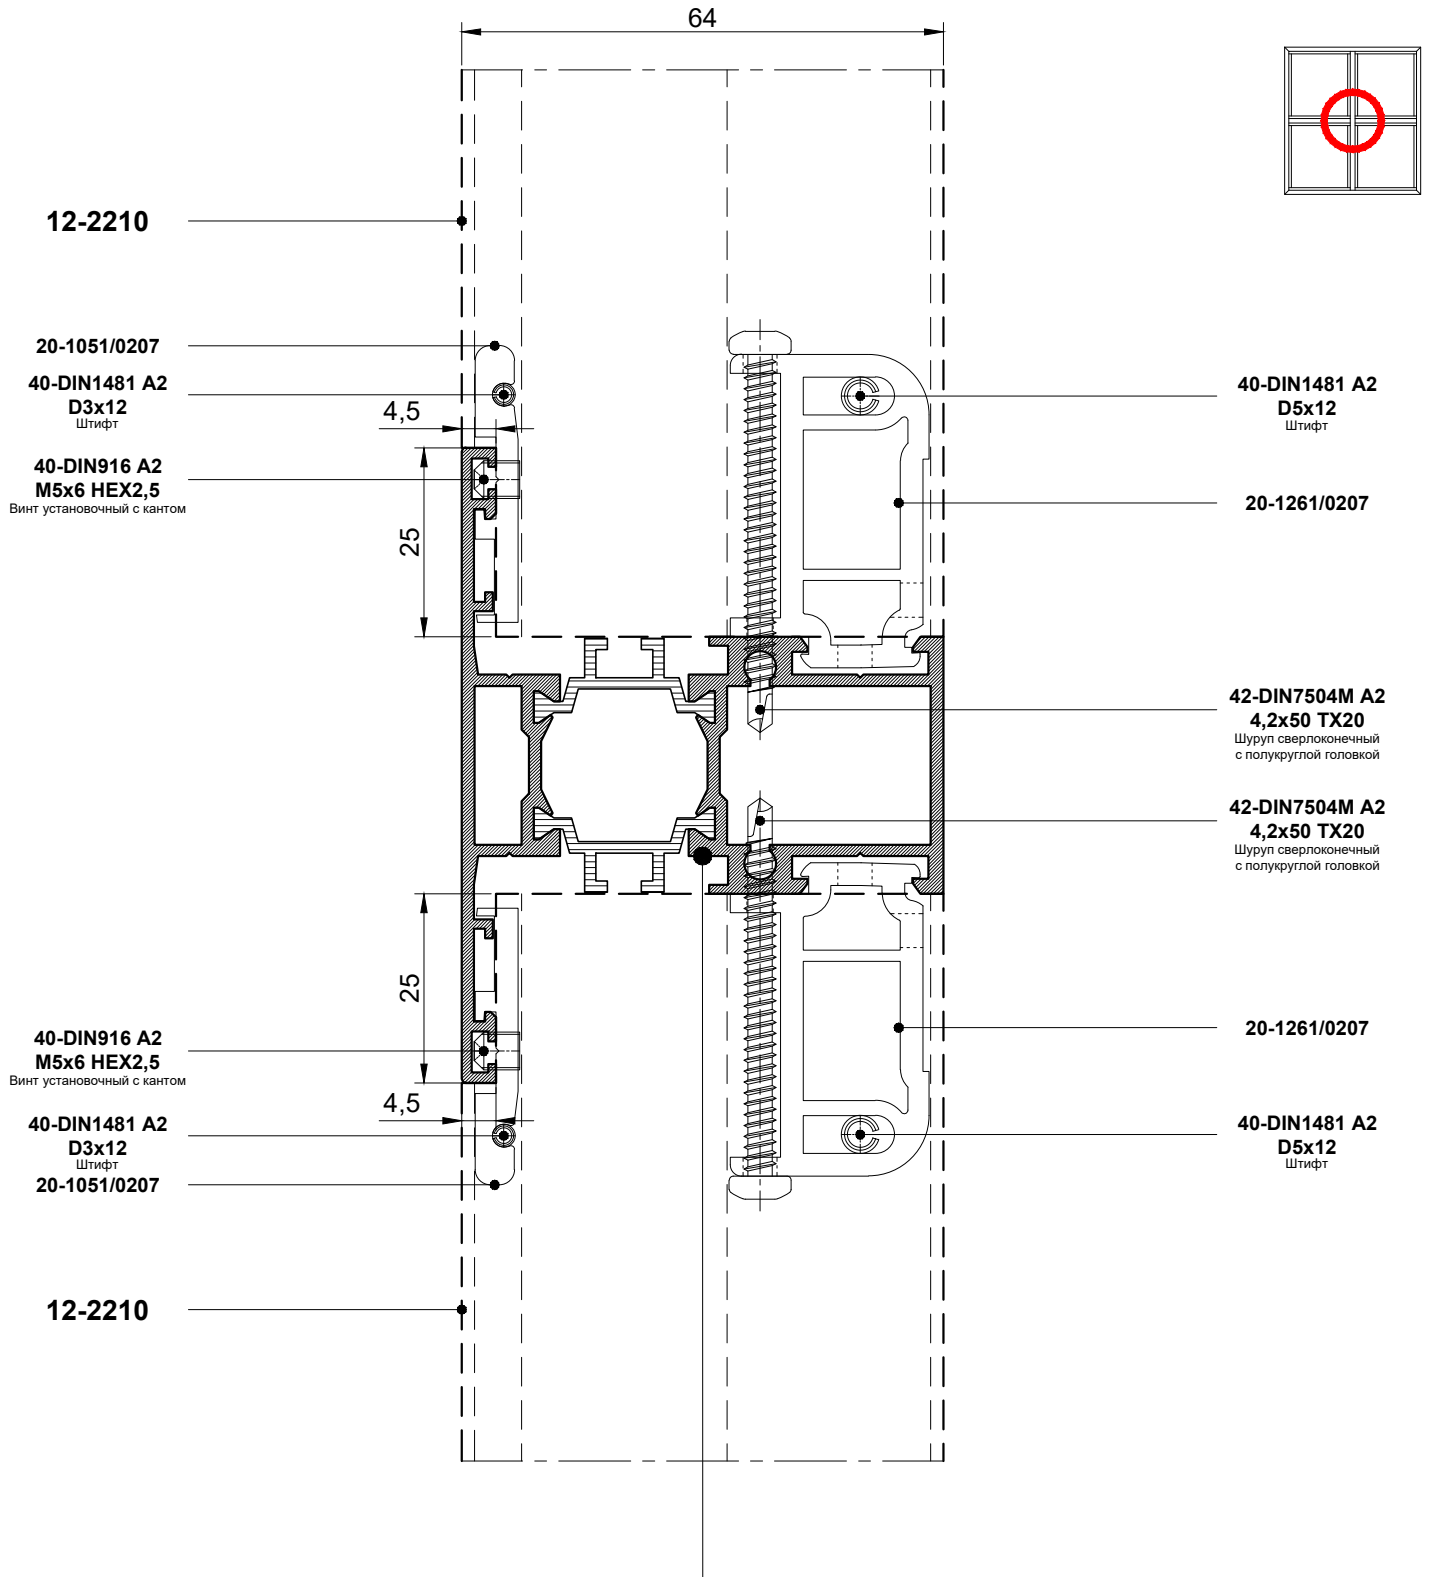 64
12-2210
20-1051/0207
40-DIN1481 A2
D3x12
Штифт
4,5
40-DIN916 A2
M5x6 HEX2,5
Винт установочный с кантом
25
40-DIN1481 A2
D5x12
Штифт
20-1261/0207
42-DIN7504M A2
4,2x50 TX20
Шуруп сверлоконечный
с полукруглой головкой
42-DIN7504M A2
4,2x50 TX20
Шуруп сверлоконечный
с полукруглой головкой
25
40-DIN916 A2
M5x6 HEX2,5
Винт установочный с кантом
4,5
40-DIN1481 A2
D3x12
Штифт
20-1051/0207
20-1261/0207
40-DIN1481 A2
D5x12
Штифт
12-2210